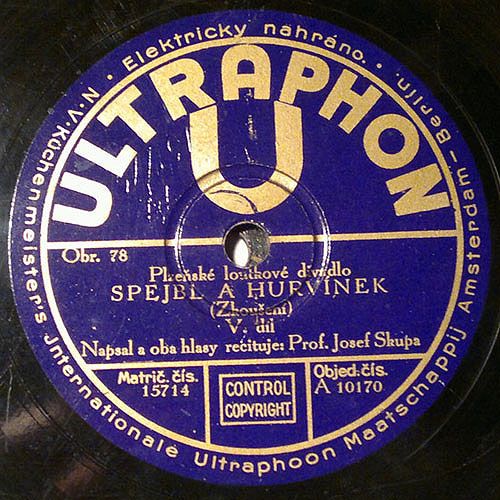 Elektricky nahráno.
N.V. Küchenmeisters Jnternationale Ultraphoon Maatschappij Amsterdam-Berlin.
ULTRAPHON
U
Obr. 78
Plzeňské loutkové divadlo
SPEJBL A HURVÍNEK
(Zkoušení)
V. díl
Napsal a oba hlasy recituje: Prof. Josef Skupa
Matrič. čís.
15714
CONTROL
COPYRIGHT
Objed. čís.
A 10170